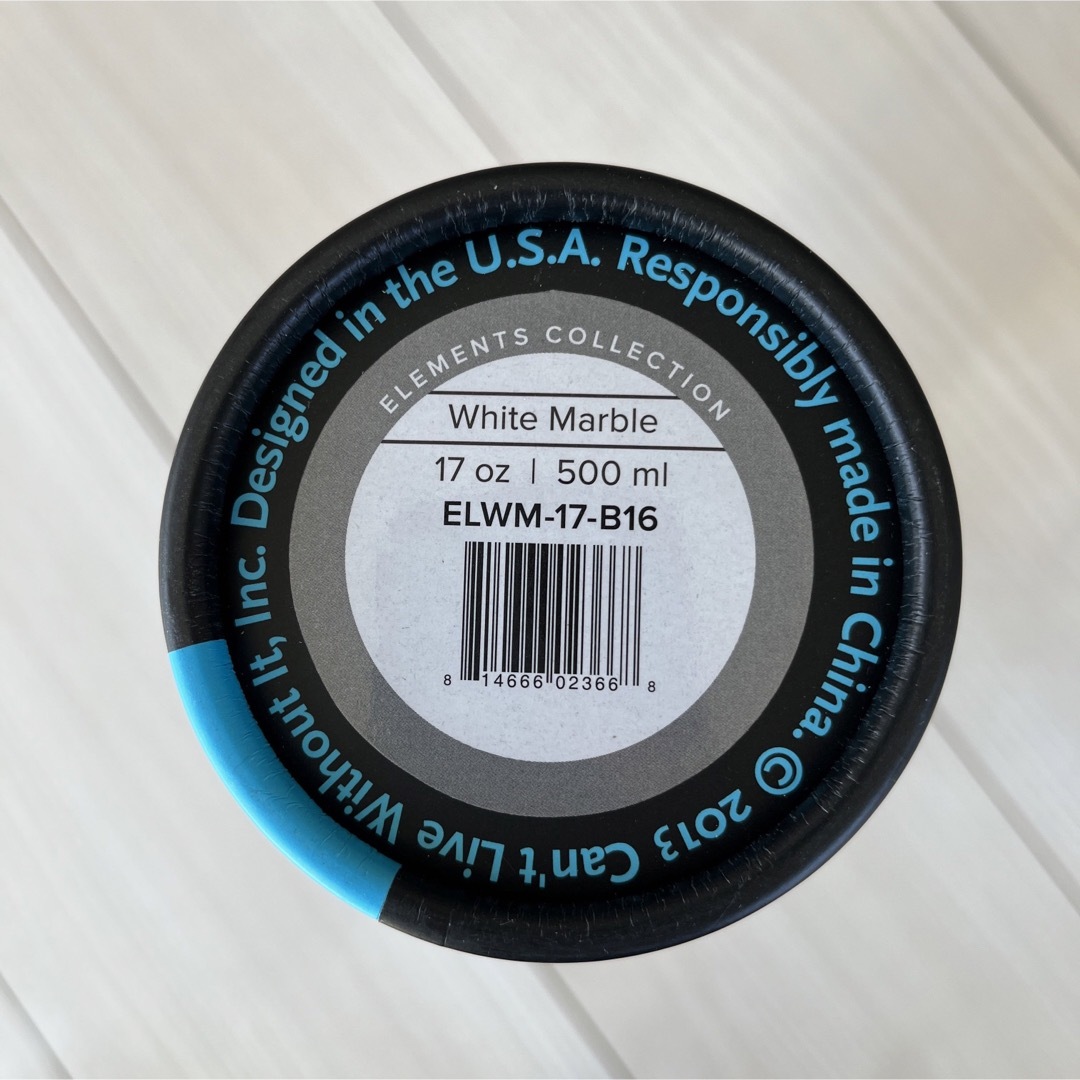 Designed in the U.S.A. Responsibly made in China. © 2013 Can't Live Without It, Inc.
ELEMENTS COLLECTION
White Marble
17 oz | 500 ml
ELWM-17-B16
8 14666 02366 8